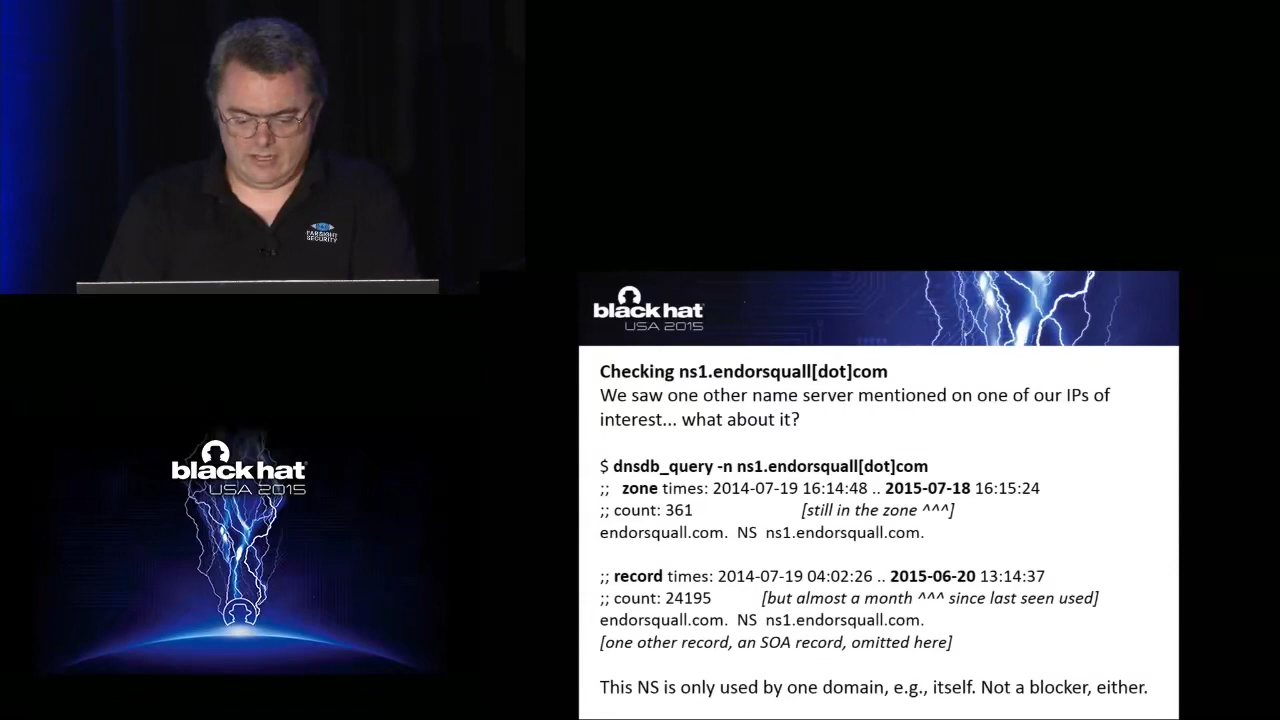 FARSIGHT
SECURITY
black hat
USA 2015
black hat
USA 2015
Checking ns1.endorsquall[dot]com
We saw one other name server mentioned on one of our IPs of
interest... what about it?
$ dnsdb_query -n ns1.endorsquall[dot]com
;; zone times: 2014-07-19 16:14:48 .. 2015-07-18 16:15:24
;; count: 361 [still in the zone ^^^]
endorsquall.com. NS ns1.endorsquall.com.
;; record times: 2014-07-19 04:02:26 .. 2015-06-20 13:14:37
;; count: 24195 [but almost a month ^^^ since last seen used]
endorsquall.com. NS ns1.endorsquall.com.
[one other record, an SOA record, omitted here]
This NS is only used by one domain, e.g., itself. Not a blocker, either.